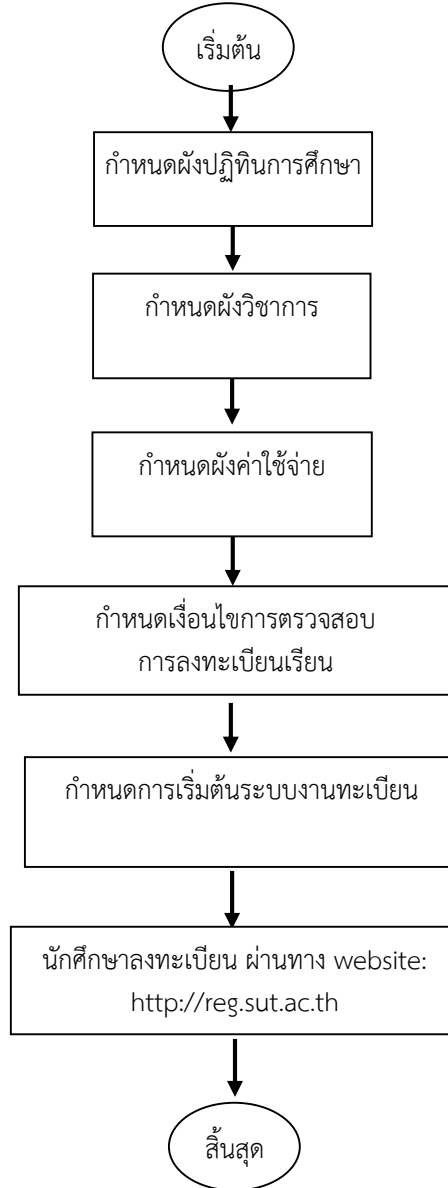 เริ่มต้น
กำหนดผังปฏิทินการศึกษา
กำหนดผังวิชาการ
กำหนดผังค่าใช้จ่าย
กำหนดเงื่อนไขการตรวจสอบ
การลงทะเบียนเรียน
กำหนดการเริ่มต้นระบบงานทะเบียน
นักศึกษาลงทะเบียน ผ่านทาง website:
http://reg.sut.ac.th
สิ้นสุด